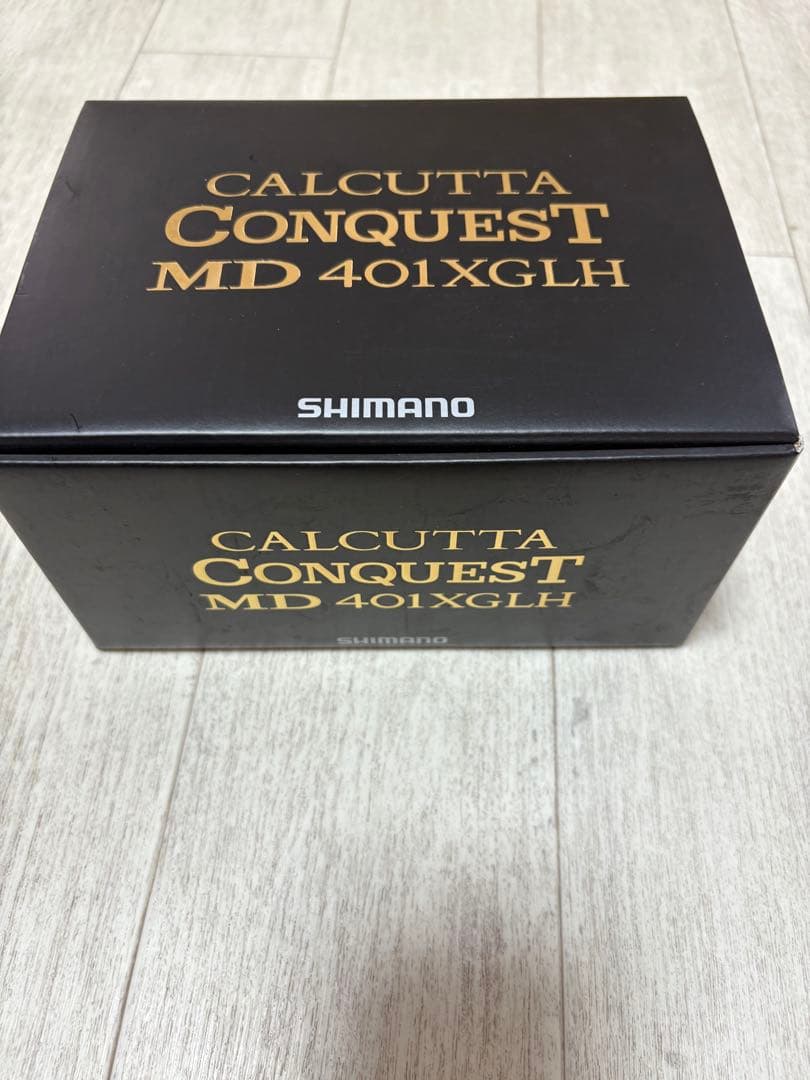 CALCUTTA
CONQUEST
MD 401XGLH
SHIMANO
CALCUTTA
CONQUEST
MD 401XGLH
SHIMANO